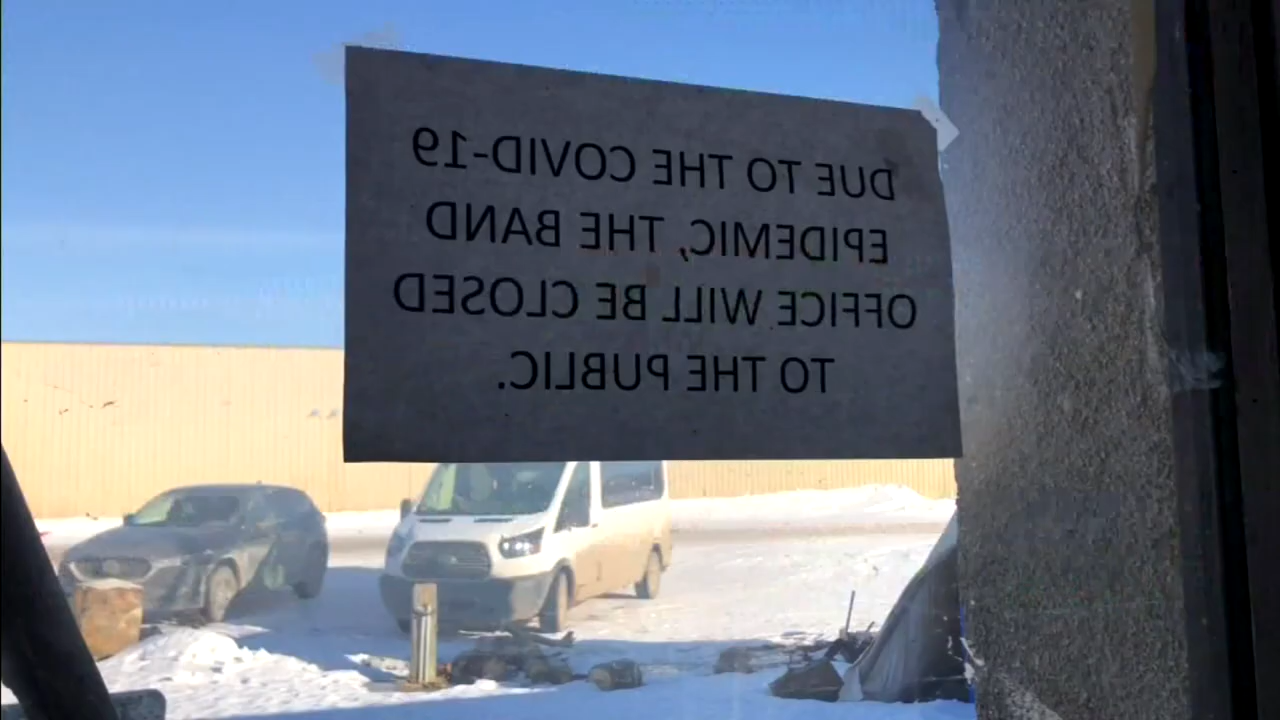 DUE TO THE COVID-19
EPIDEMIC, THE BAND
OFFICE WILL BE CLOSED
TO THE PUBLIC.